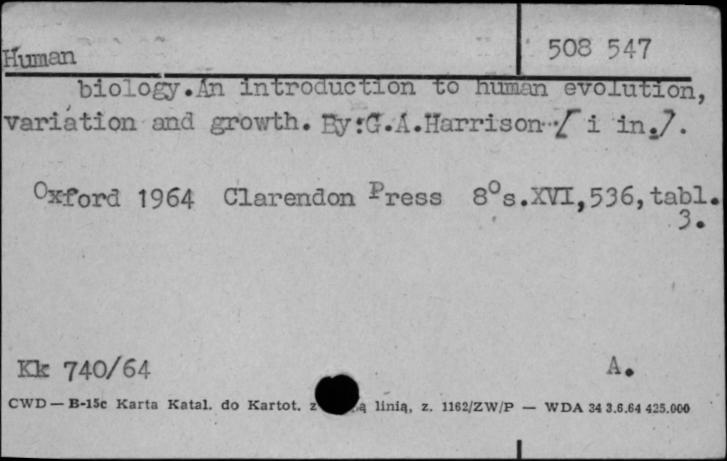 Human 508 547
biology.An introduction to human evolution,
variation and growth. By:G.A.Harrison [ i in.].
Oxford 1964 Clarendon Press 8⁰s.XVI,536,tabl.
3.
Kk 740/64 A.
CWD — B-15c Karta Katal. do Kartot. z linią, z. 1162/ZW/P — WDA 34 3.6.64 425.000